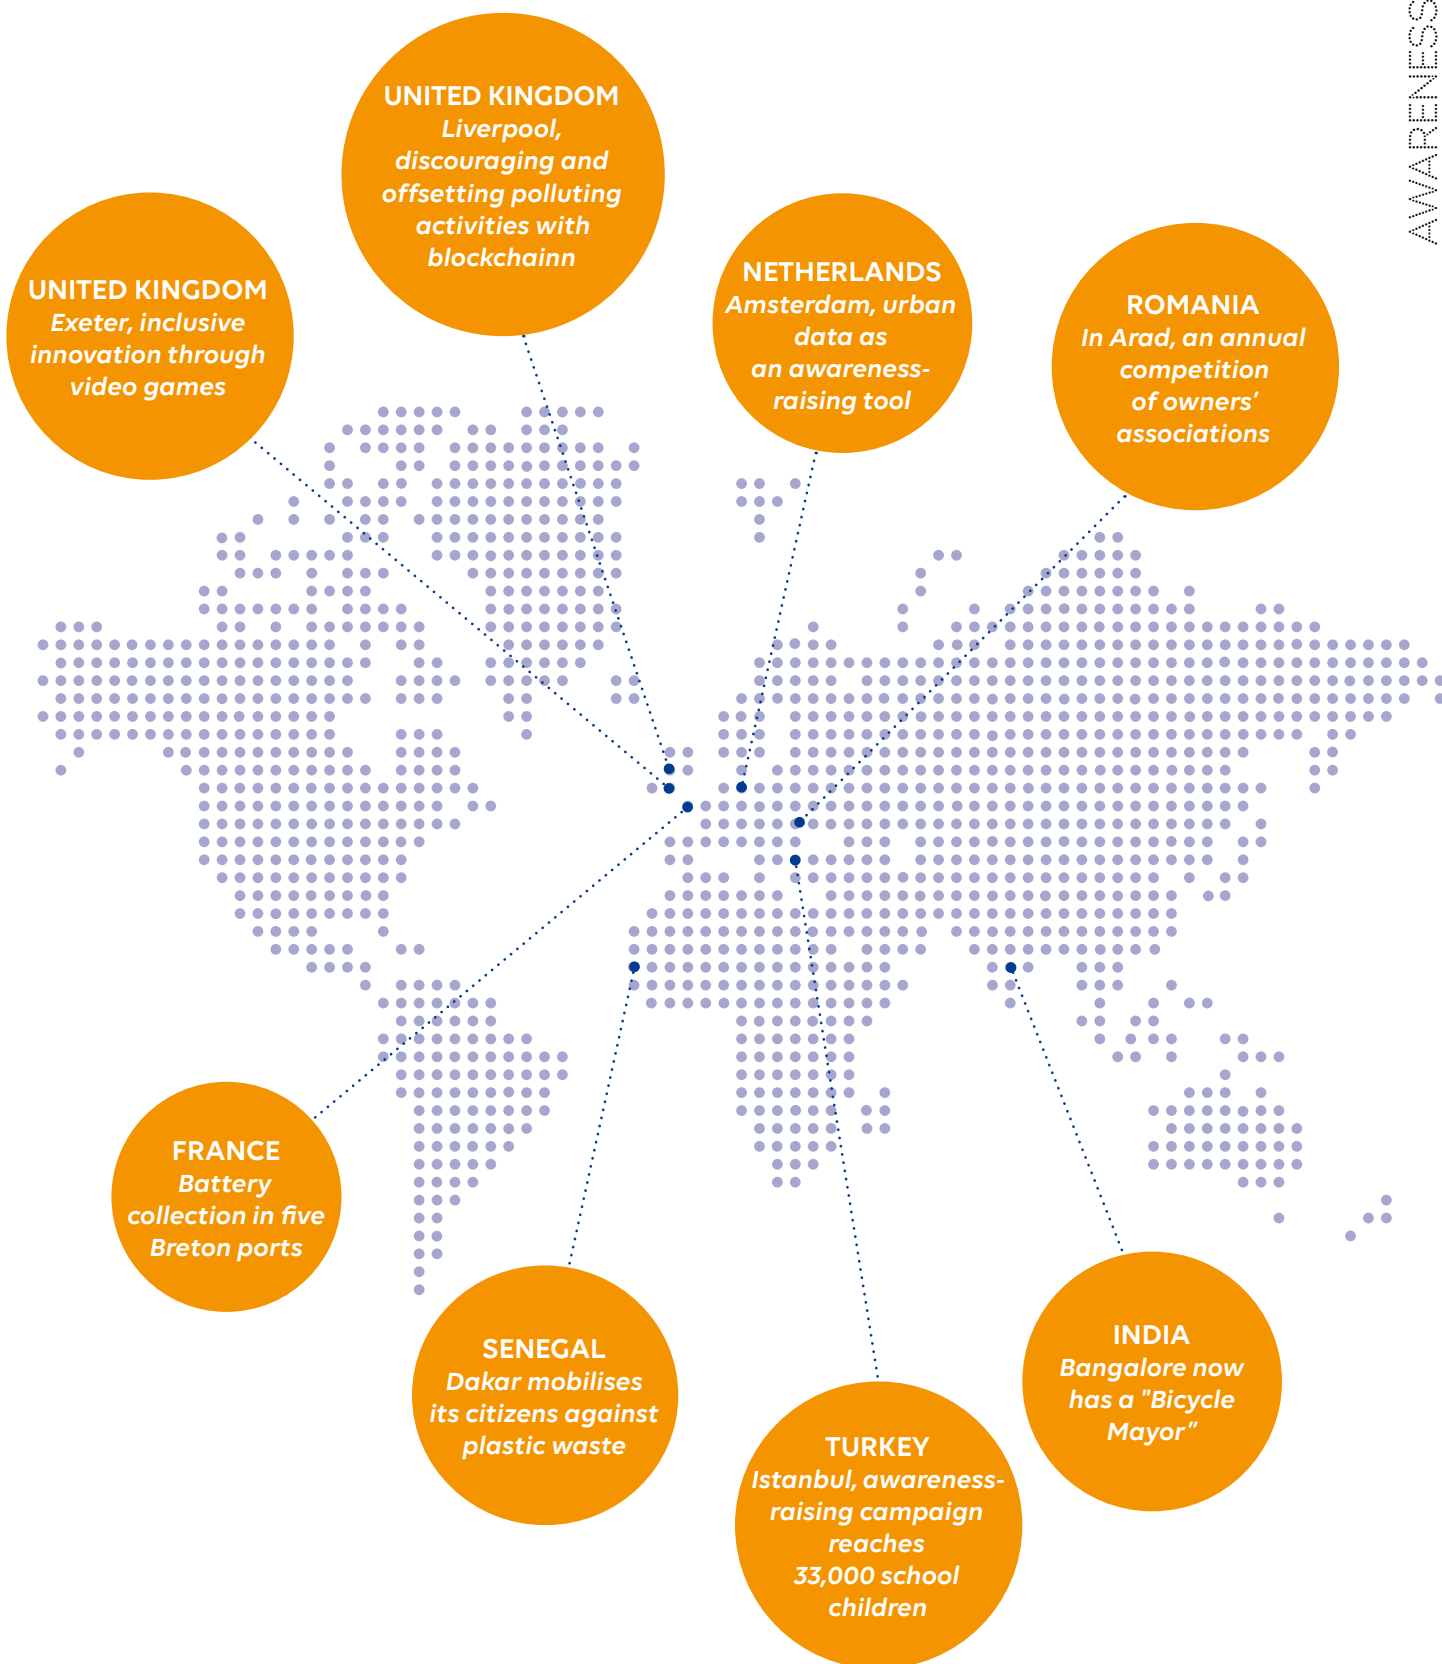 AWARENESS
UNITED KINGDOM
Liverpool,
discouraging and
offsetting polluting
activities with
blockchainn
UNITED KINGDOM
Exeter, inclusive
innovation through
video games
NETHERLANDS
Amsterdam, urban
data as
an awareness-
raising tool
ROMANIA
In Arad, an annual
competition
of owners'
associations
FRANCE
Battery
collection in five
Breton ports
SENEGAL
Dakar mobilises
its citizens against
plastic waste
TURKEY
Istanbul, awareness-
raising campaign
reaches
33,000 school
children
INDIA
Bangalore now
has a "Bicycle
Mayor"